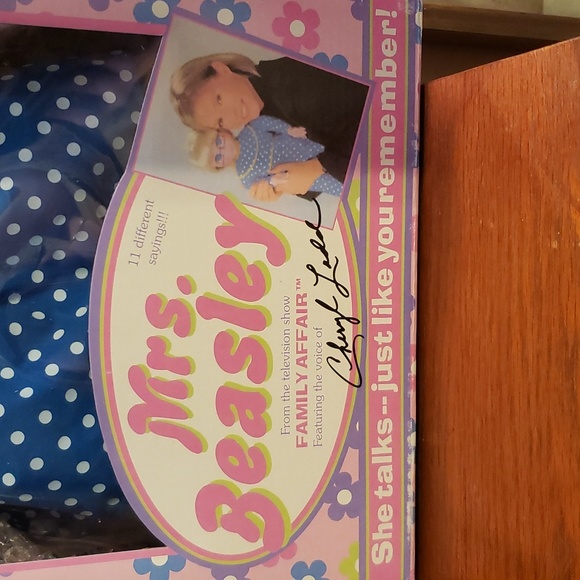 11 different
sayings!!!
Mrs.
Beasley
From the television show
FAMILY AFFAIR™
Featuring the voice of
Cheryl Ladd
She talks--just like you remember!